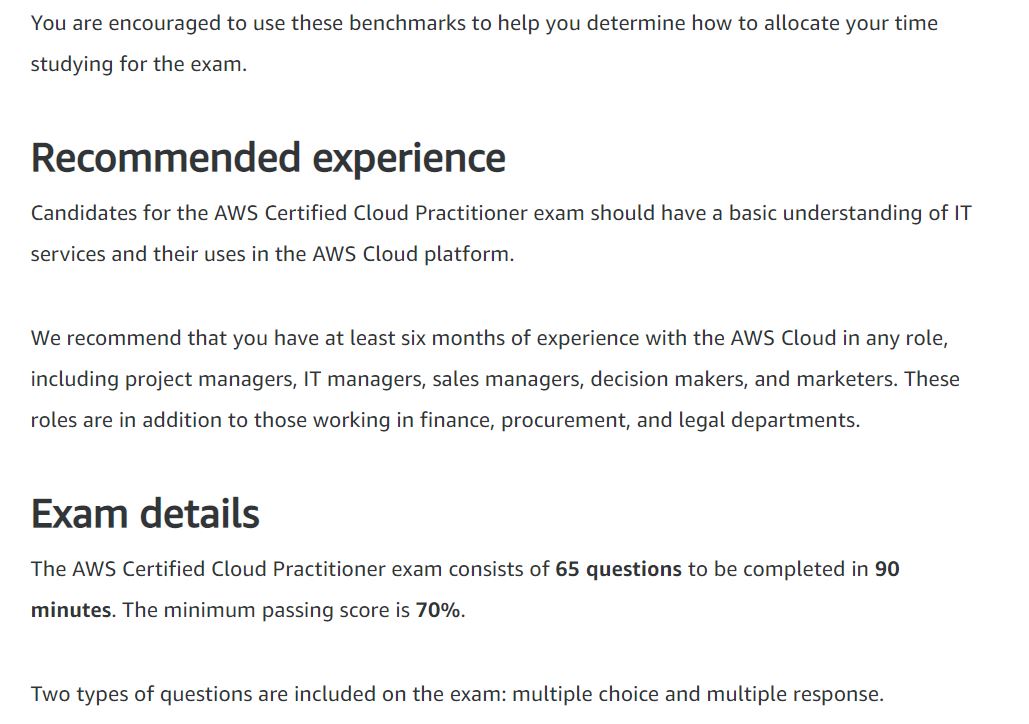 You are encouraged to use these benchmarks to help you determine how to allocate your time
studying for the exam.
Recommended experience
Candidates for the AWS Certified Cloud Practitioner exam should have a basic understanding of IT
services and their uses in the AWS Cloud platform.
We recommend that you have at least six months of experience with the AWS Cloud in any role,
including project managers, IT managers, sales managers, decision makers, and marketers. These
roles are in addition to those working in finance, procurement, and legal departments.
Exam details
The AWS Certified Cloud Practitioner exam consists of 65 questions to be completed in 90
minutes. The minimum passing score is 70%.
Two types of questions are included on the exam: multiple choice and multiple response.